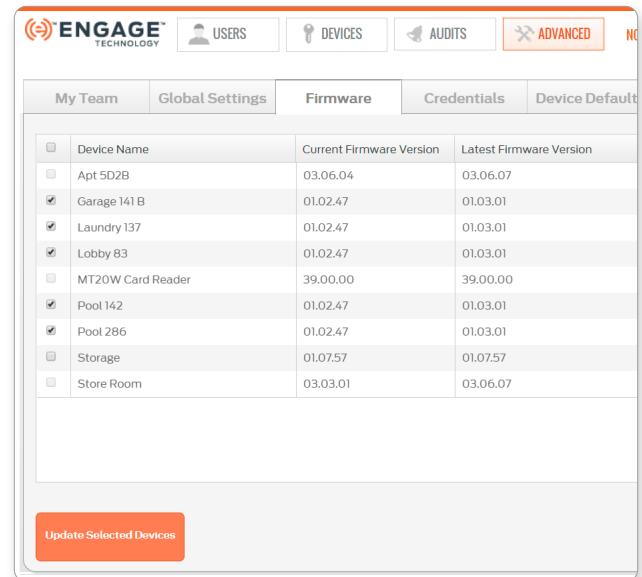 ENGAGE™ USERS DEVICES AUDITS ADVANCED
TECHNOLOGY
My Team Global Settings Firmware Credentials Device Default
Device Name Current Firmware Version Latest Firmware Version
Apt 5D2B 03.06.04 03.06.07
Garage 141 B 01.02.47 01.03.01
Laundry 137 01.02.47 01.03.01
Lobby 83 01.02.47 01.03.01
MT20W Card Reader 39.00.00 39.00.00
Pool 142 01.02.47 01.03.01
Pool 286 01.02.47 01.03.01
Storage 01.07.57 01.07.57
Store Room 03.03.01 03.06.07
Update Selected Devices